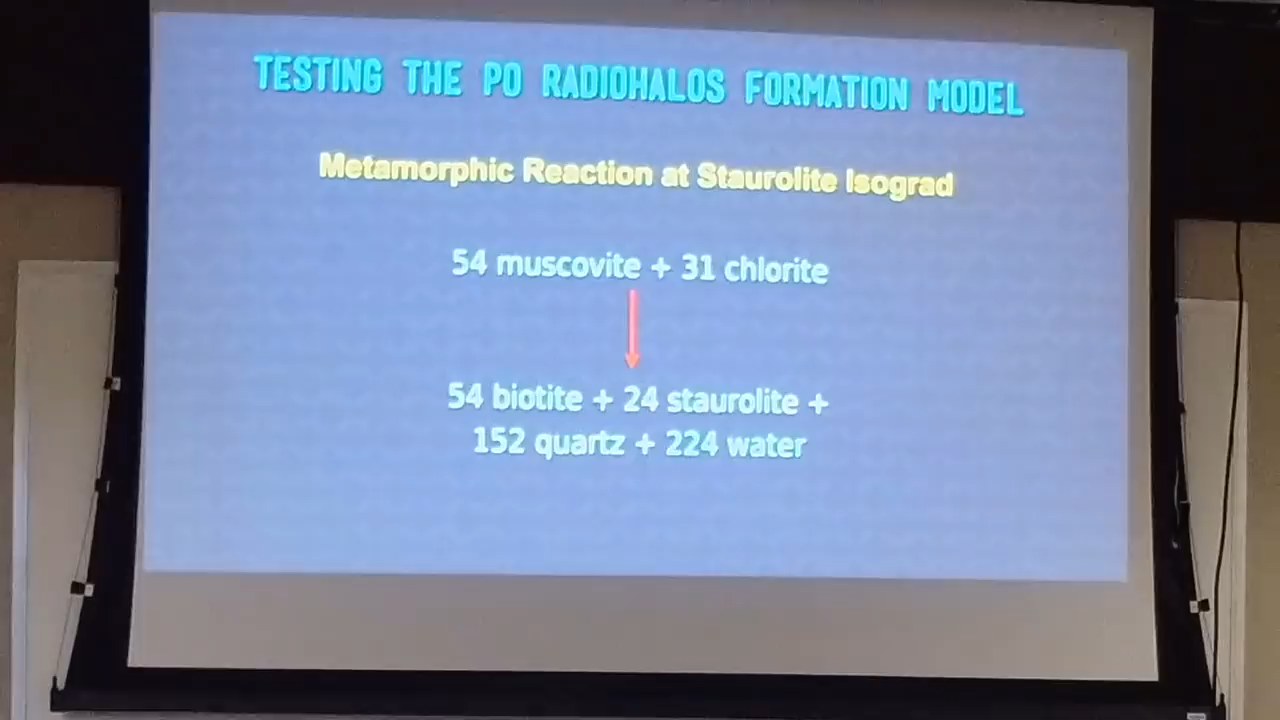 TESTING THE PO RADIOHALOS FORMATION MODEL
Metamorphic Reaction at Staurolite Isograd
54 muscovite + 31 chlorite
54 biotite + 24 staurolite +
152 quartz + 224 water